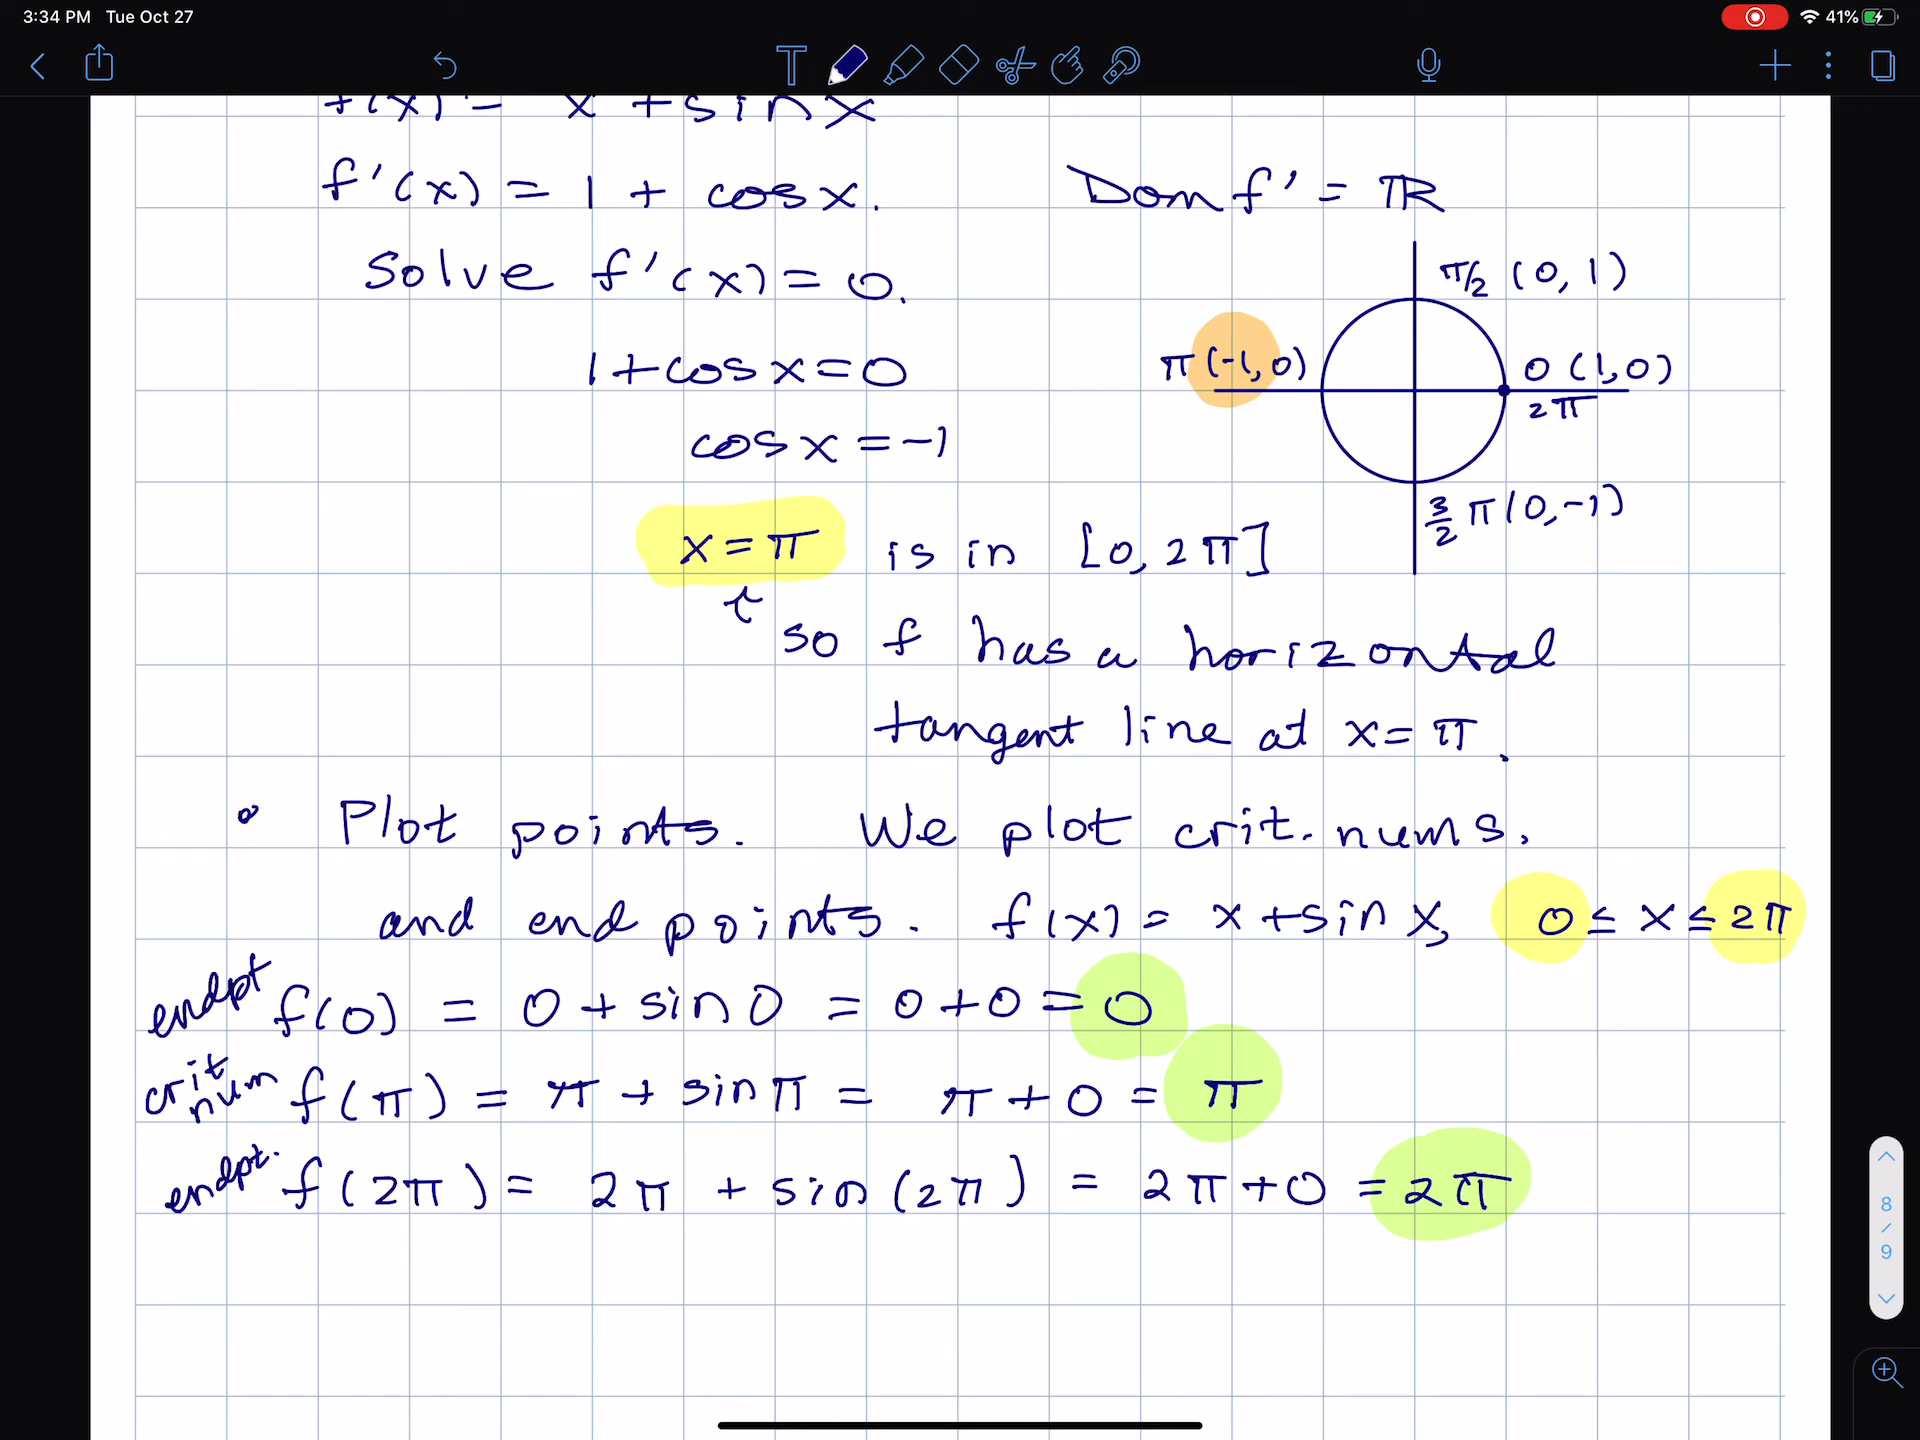 3:34 PM Tue Oct 27
41%
f(x) = x + sin x
f'(x) = 1 + cos x.
Dom f' = ℝ
Solve f'(x) = 0.
π/2 (0, 1)
1 + cos x = 0
π (-1, 0)
0 (1, 0)
2π
cos x = -1
3/2 π (0, -1)
x = π is in [0, 2π]
so f has a horizontal
tangent line at x = π.
• Plot points. We plot crit. nums.
and end points. f(x) = x + sin x, 0 ≤ x ≤ 2π
endpt f(0) = 0 + sin 0 = 0 + 0 = 0
crit num f(π) = π + sin π = π + 0 = π
endpt. f(2π) = 2π + sin(2π) = 2π + 0 = 2π
8
/
9